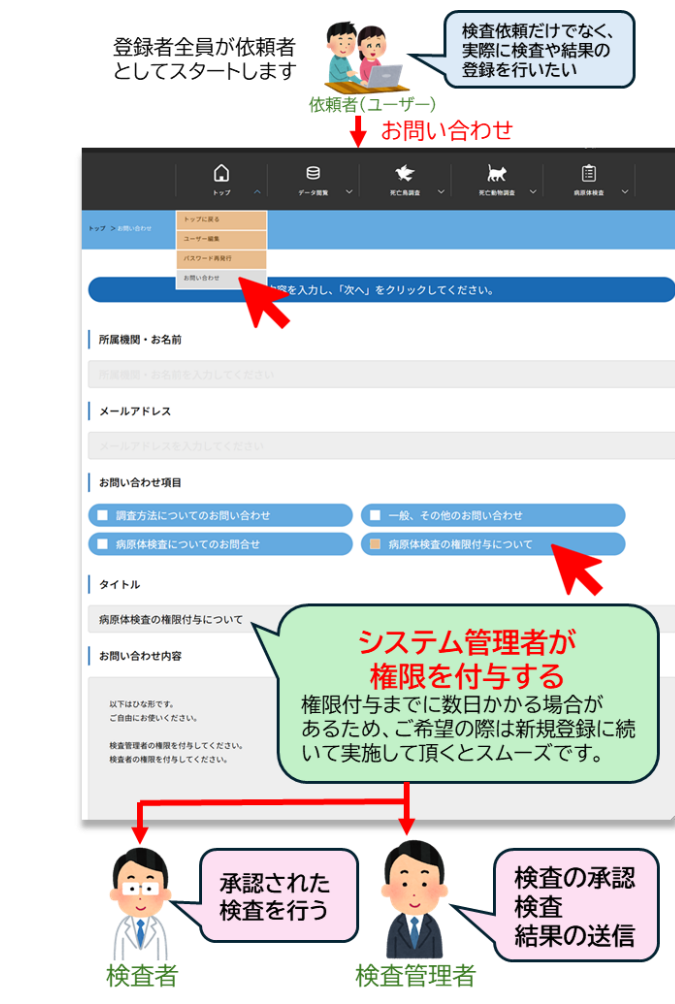 登録者全員が依頼者
としてスタートします
検査依頼だけでなく、
実際に検査や結果の
登録を行いたい
依頼者（ユーザー）
お問い合わせ
トップ
データ閲覧
死亡鳥調査
死亡動物調査
病原体検査
トップ ＞お問い合わせ
トップに戻る
ユーザー編集
パスワード再発行
お問い合わせ
容を入力し、「次へ」をクリックしてください。
所属機関・お名前
所属機関・お名前を入力してください
メールアドレス
メールアドレスを入力してください
お問い合わせ項目
調査方法についてのお問い合わせ
一般、その他のお問い合わせ
病原体検査についてのお問合せ
病原体検査の権限付与について
タイトル
病原体検査の権限付与について
お問い合わせ内容
以下はひな形です。
ご自由にお使いください。
検査管理者の権限を付与してください。
検査者の権限を付与してください。
システム管理者が
権限を付与する
権限付与までに数日かかる場合が
あるため、ご希望の際は新規登録に続
いて実施して頂くとスムーズです。
承認された
検査を行う
検査の承認
検査
結果の送信
検査者
検査管理者